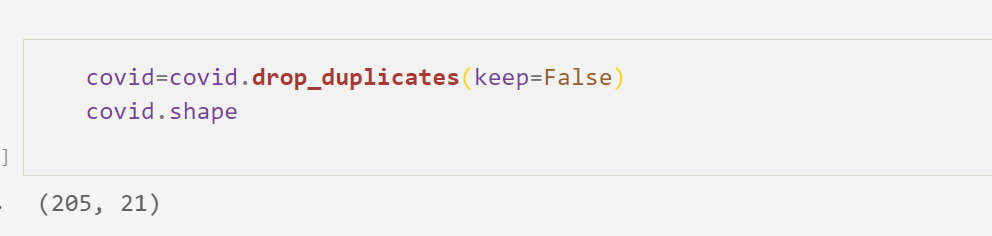 covid=covid.drop_duplicates(keep=False)
covid.shape
]
(205, 21)